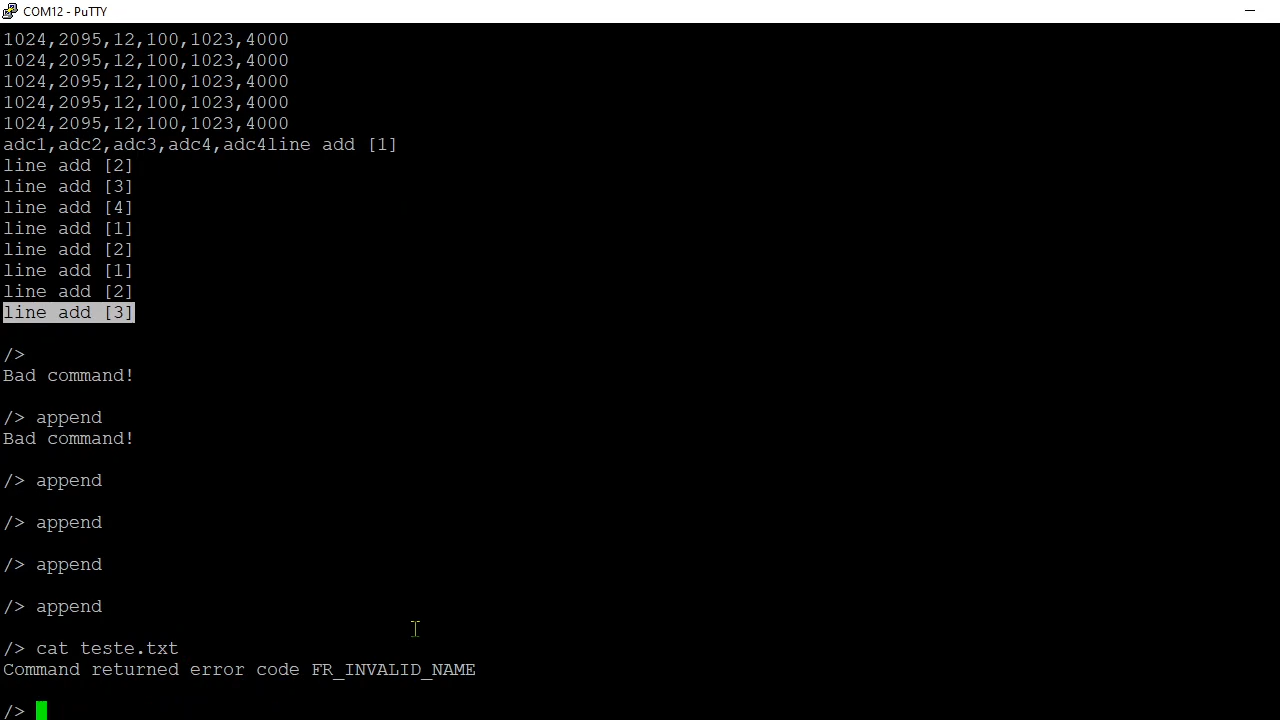 COM12 - PuTTY
1024,2095,12,100,1023,4000
1024,2095,12,100,1023,4000
1024,2095,12,100,1023,4000
1024,2095,12,100,1023,4000
1024,2095,12,100,1023,4000
adc1,adc2,adc3,adc4,adc4line add [1]
line add [2]
line add [3]
line add [4]
line add [1]
line add [2]
line add [1]
line add [2]
line add [3]
/>
Bad command!
/> append
Bad command!
/> append
/> append
/> append
/> append
/> cat teste.txt
Command returned error code FR_INVALID_NAME
/>